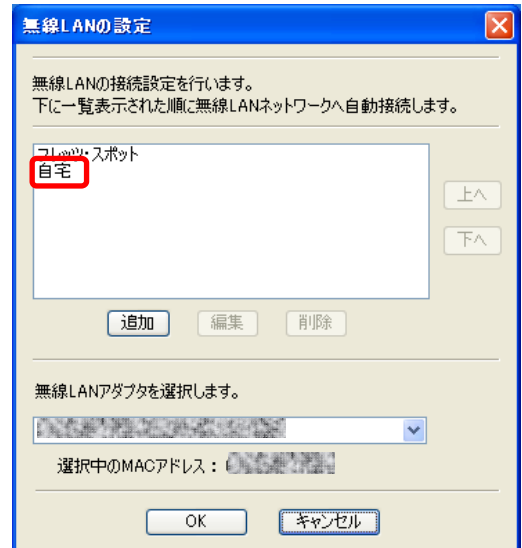 無線LANの設定
無線LANの接続設定を行います。
下に一覧表示された順に無線LANネットワークへ自動接続します。
フレッツ・スポット
自宅
上へ
下へ
追加
編集
削除
無線LANアダプタを選択します。
選択中のMACアドレス：
OK
キャンセル